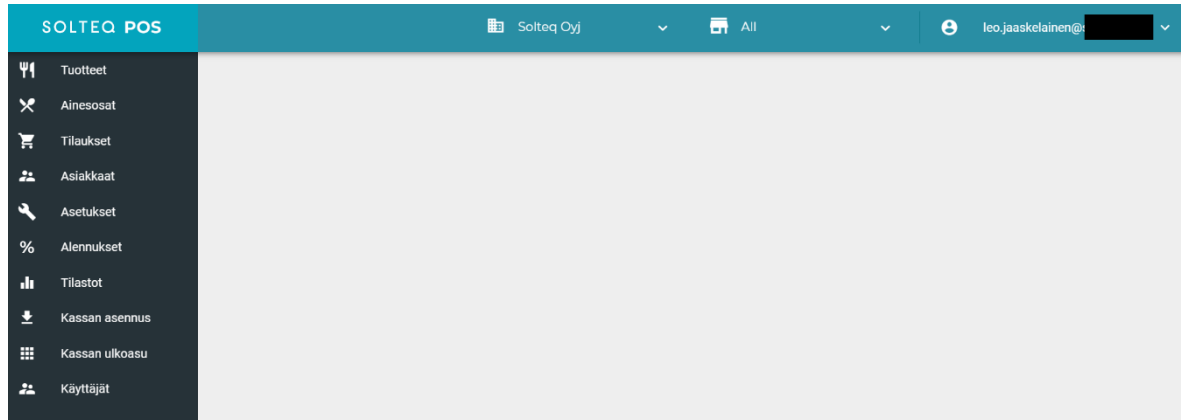 SOLTEQ POS
Solteq Oyj
All
leo.jaaskelainen@
Tuotteet
Ainesosat
Tilaukset
Asiakkaat
Asetukset
Alennukset
Tilastot
Kassan asennus
Kassan ulkoasu
Käyttäjät